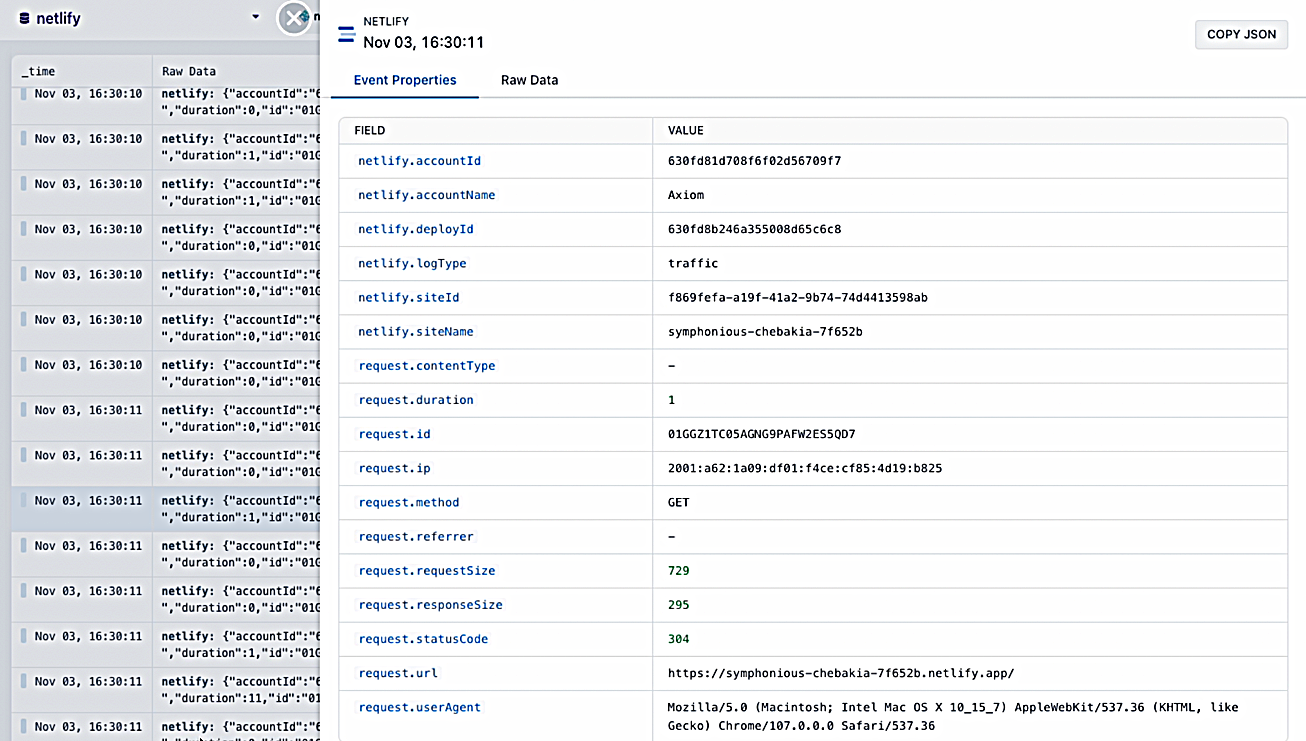 netlify
n
_time
Raw Data
Nov 03, 16:30:10
netlify: {"accountId":"6
","duration":0,"id":"01G
Nov 03, 16:30:10
netlify: {"accountId":"6
","duration":1,"id":"01G
Nov 03, 16:30:10
netlify: {"accountId":"6
","duration":1,"id":"01G
Nov 03, 16:30:10
netlify: {"accountId":"6
","duration":0,"id":"01G
Nov 03, 16:30:10
netlify: {"accountId":"6
","duration":0,"id":"01G
Nov 03, 16:30:10
netlify: {"accountId":"6
","duration":0,"id":"01G
Nov 03, 16:30:10
netlify: {"accountId":"6
","duration":0,"id":"01G
Nov 03, 16:30:11
netlify: {"accountId":"6
","duration":0,"id":"01G
Nov 03, 16:30:11
netlify: {"accountId":"6
","duration":0,"id":"01G
Nov 03, 16:30:11
netlify: {"accountId":"6
","duration":1,"id":"01G
Nov 03, 16:30:11
netlify: {"accountId":"6
","duration":0,"id":"01G
Nov 03, 16:30:11
netlify: {"accountId":"6
","duration":0,"id":"01G
Nov 03, 16:30:11
netlify: {"accountId":"6
","duration":1,"id":"01G
Nov 03, 16:30:11
netlify: {"accountId":"6
","duration":11,"id":"01
Nov 03, 16:30:11
netlify: {"accountId":"6
NETLIFY
Nov 03, 16:30:11
COPY JSON
Event Properties
Raw Data
FIELD VALUE
netlify.accountId 630fd81d708f6f02d56709f7
netlify.accountName Axiom
netlify.deployId 630fd8b246a355008d65c6c8
netlify.logType traffic
netlify.siteId f869fefa-a19f-41a2-9b74-74d4413598ab
netlify.siteName symphonious-chebakia-7f652b
request.contentType –
request.duration 1
request.id 01GGZ1TC05AGNG9PAFW2ES5QD7
request.ip 2001:a62:1a09:df01:f4ce:cf85:4d19:b825
request.method GET
request.referrer –
request.requestSize 729
request.responseSize 295
request.statusCode 304
request.url https://symphonious-chebakia-7f652b.netlify.app/
request.userAgent Mozilla/5.0 (Macintosh; Intel Mac OS X 10_15_7) AppleWebKit/537.36 (KHTML, like
Gecko) Chrome/107.0.0.0 Safari/537.36